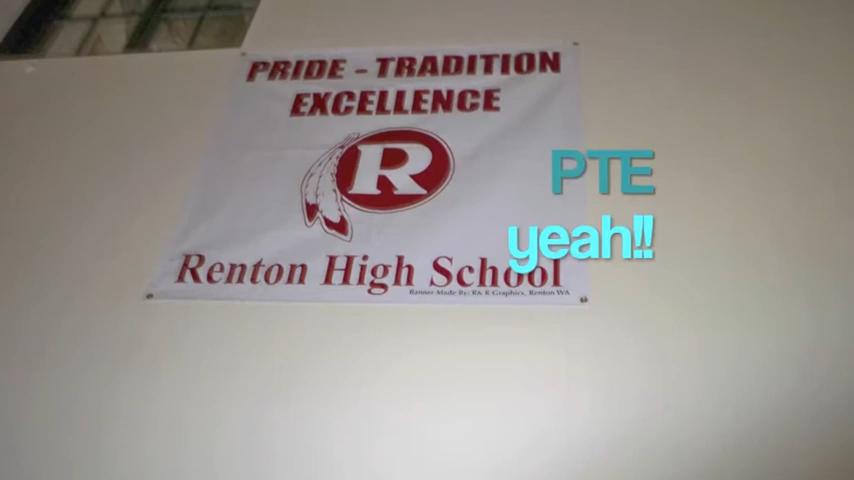 PRIDE - TRADITION
EXCELLENCE
R
PTE
yeah!!
Renton High School
Banner Made By: R& R Graphics, Renton WA